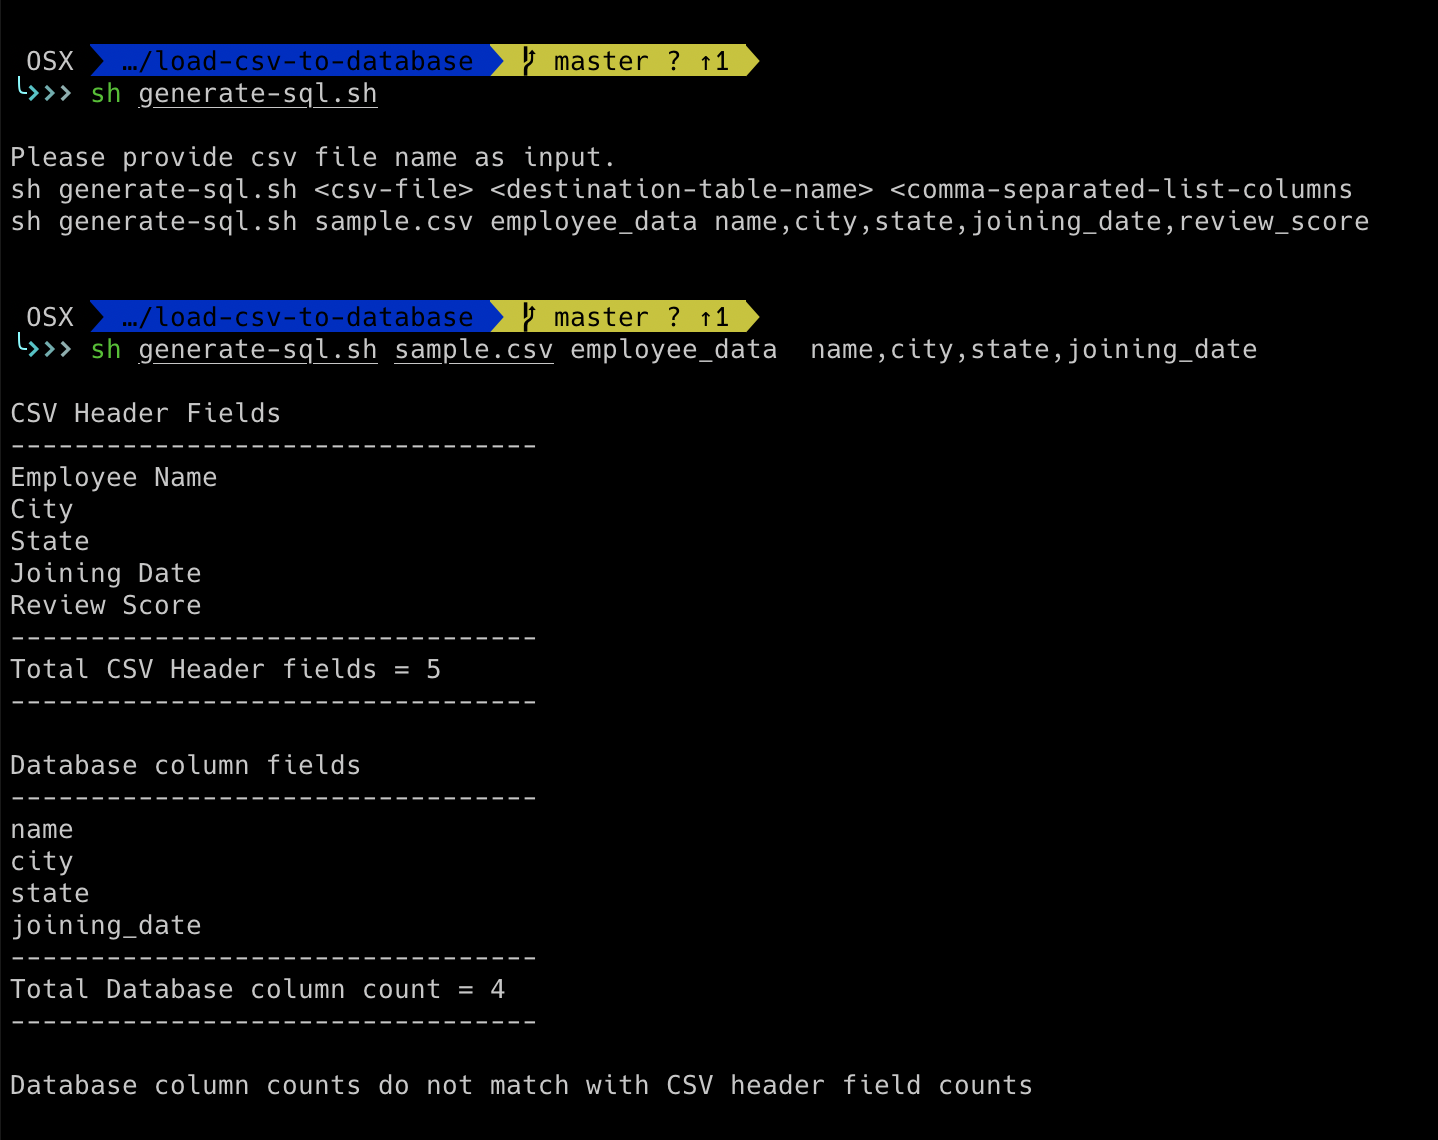 OSX …/load-csv-to-database master ? ↑1
sh generate-sql.sh
Please provide csv file name as input.
sh generate-sql.sh <csv-file> <destination-table-name> <comma-separated-list-columns
sh generate-sql.sh sample.csv employee_data name,city,state,joining_date,review_score
OSX …/load-csv-to-database master ? ↑1
sh generate-sql.sh sample.csv employee_data  name,city,state,joining_date
CSV Header Fields
---------------------------------
Employee Name
City
State
Joining Date
Review Score
---------------------------------
Total CSV Header fields = 5
---------------------------------
Database column fields
---------------------------------
name
city
state
joining_date
---------------------------------
Total Database column count = 4
---------------------------------
Database column counts do not match with CSV header field counts